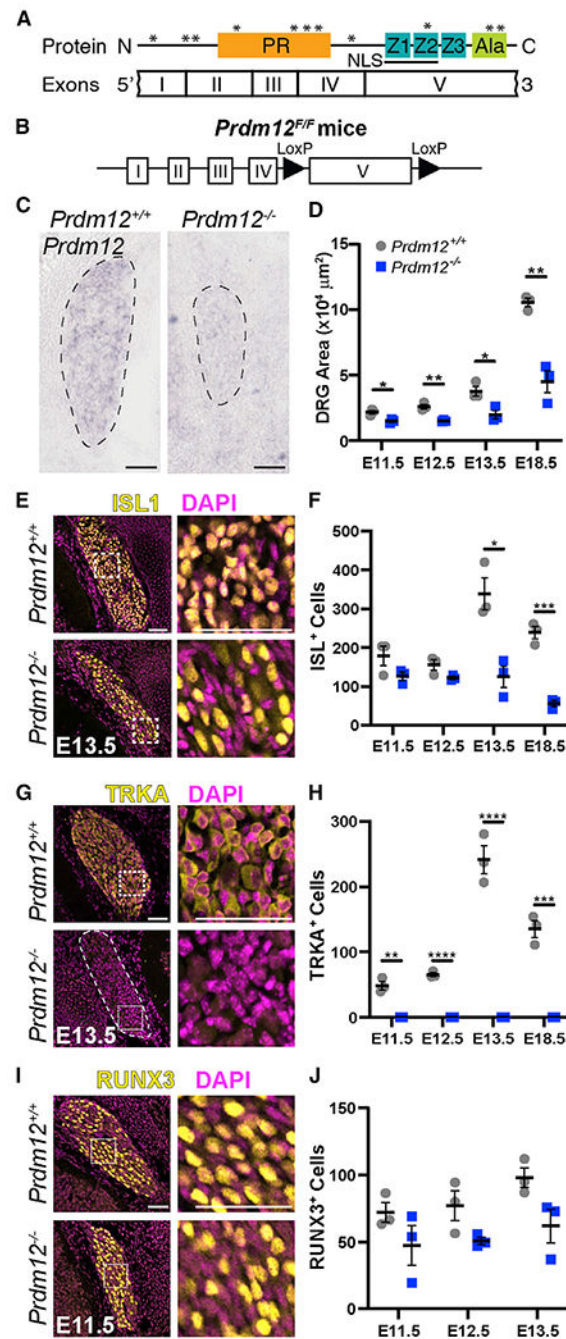 A
* ** * *** * * **
Protein N PR Z1 Z2 Z3 Ala C
NLS
Exons 5' I II III IV V 3
B
Prdm12F/F mice
LoxP LoxP
I II III IV V
C
Prdm12+/+ Prdm12-/-
Prdm12
D
Prdm12+/+
Prdm12-/-
DRG Area (x10⁴ µm²)
15
10
5
0
* ** * **
E11.5 E12.5 E13.5 E18.5
E
ISL1 DAPI
Prdm12+/+
Prdm12-/-
E13.5
F
ISL⁺ Cells
500
400
300
200
100
0
* ***
E11.5 E12.5 E13.5 E18.5
G
TRKA DAPI
Prdm12+/+
Prdm12-/-
E13.5
H
TRKA⁺ Cells
300
200
100
0
** **** **** ***
E11.5 E12.5 E13.5 E18.5
I
RUNX3 DAPI
Prdm12+/+
Prdm12-/-
E11.5
J
RUNX3⁺ Cells
150
100
50
0
E11.5 E12.5 E13.5